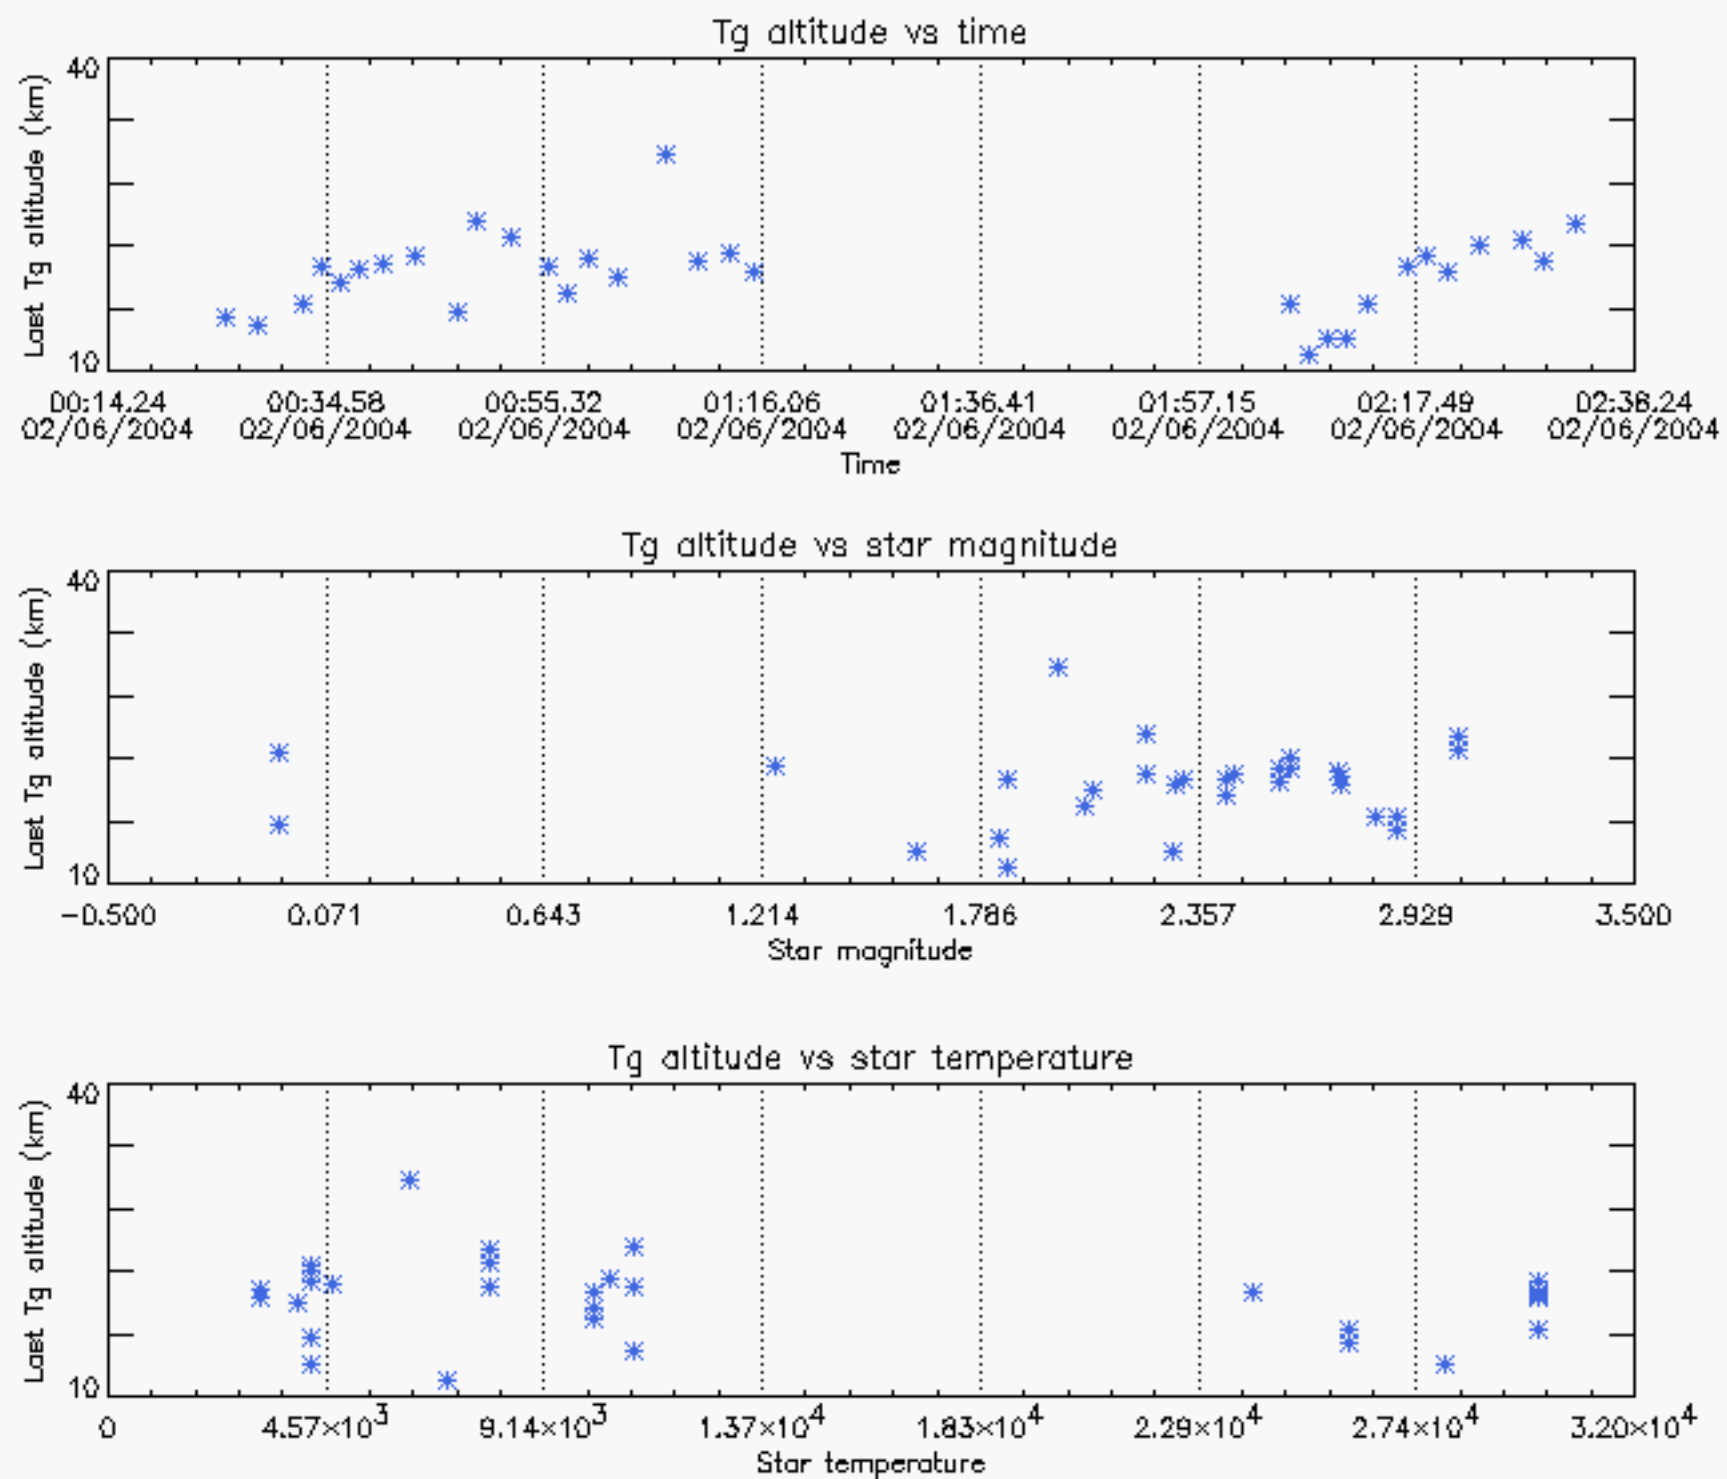 Tg altitude vs time
40
Last Tg altitude (km)
10
00:14.24 00:34.58 00:55.32 01:16.06 01:36.41 01:57.15 02:17.49 02:38.24
02/06/2004 02/06/2004 02/06/2004 02/06/2004 02/06/2004 02/06/2004 02/06/2004 02/06/2004
Time
Tg altitude vs star magnitude
40
Last Tg altitude (km)
10
-0.500 0.071 0.643 1.214 1.786 2.357 2.929 3.500
Star magnitude
Tg altitude vs star temperature
40
Last Tg altitude (km)
10
0 4.57×10³ 9.14×10³ 1.37×10⁴ 1.83×10⁴ 2.29×10⁴ 2.74×10⁴ 3.20×10⁴
Star temperature